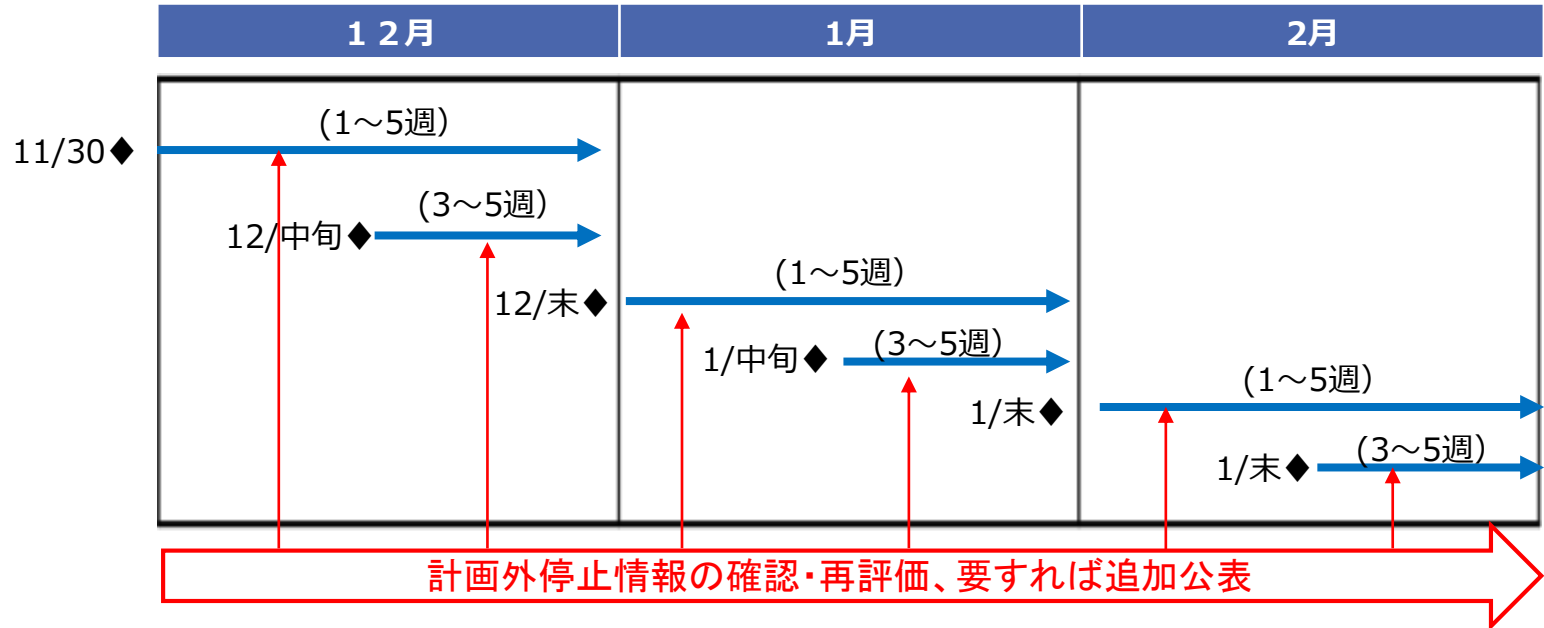 １２月
1月
2月
(1～5週)
11/30◆
(3～5週)
12/中旬◆
(1～5週)
12/末◆
(3～5週)
1/中旬◆
(1～5週)
1/末◆
(3～5週)
1/末◆
計画外停止情報の確認・再評価、要すれば追加公表